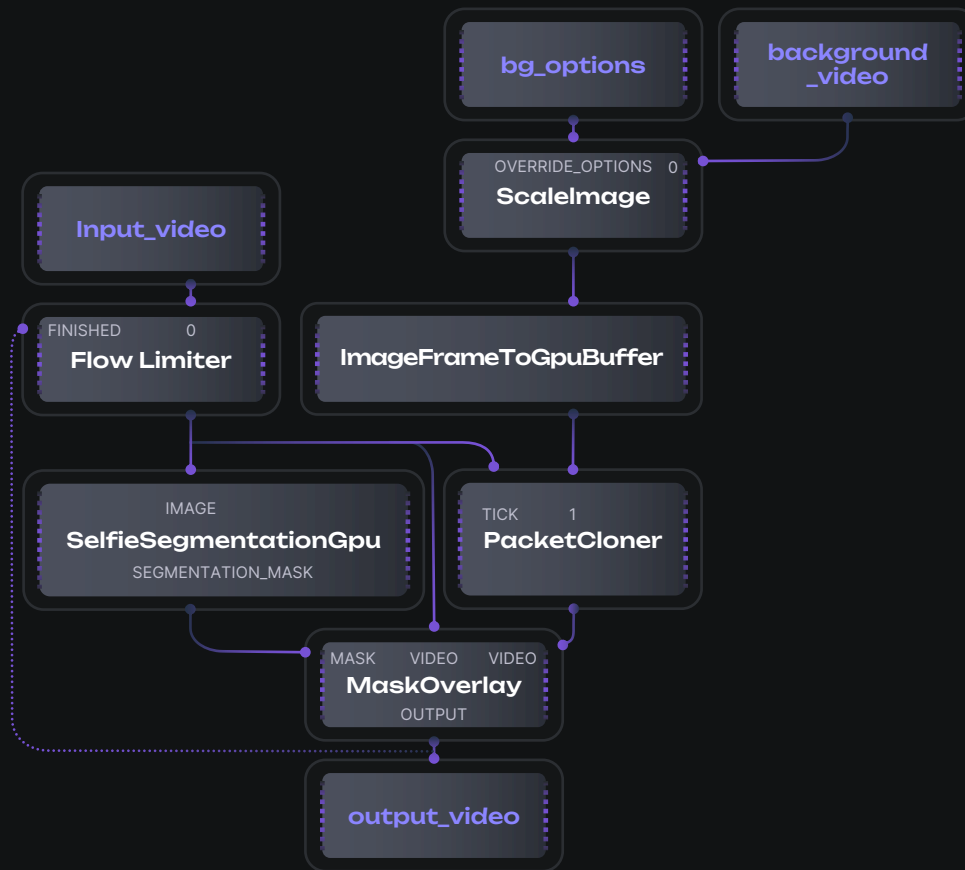 bg_options
background
_video
OVERRIDE_OPTIONS 0
ScaleImage
Input_video
FINISHED 0
Flow Limiter
ImageFrameToGpuBuffer
IMAGE
SelfieSegmentationGpu
SEGMENTATION_MASK
TICK 1
PacketCloner
MASK VIDEO VIDEO
MaskOverlay
OUTPUT
output_video